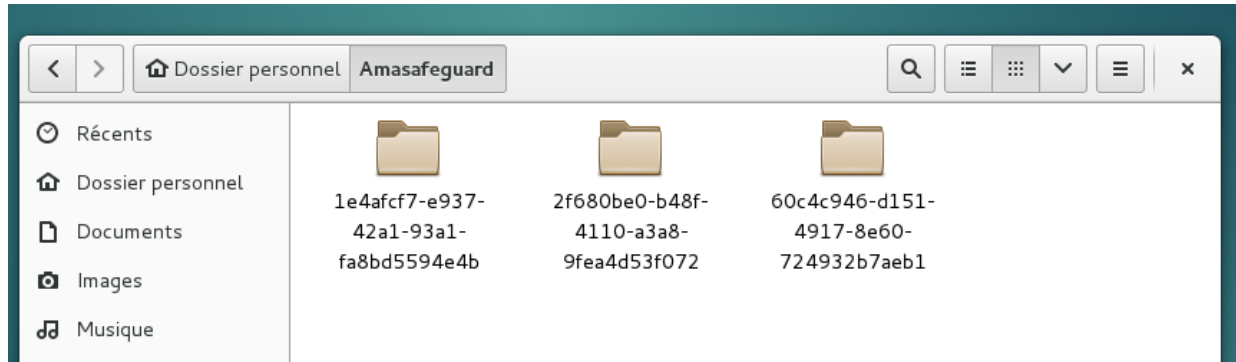 Dossier personnel Amasafeguard
Récents
Dossier personnel
Documents
Images
Musique
1e4afcf7-e937-
42a1-93a1-
fa8bd5594e4b
2f680be0-b48f-
4110-a3a8-
9fea4d53f072
60c4c946-d151-
4917-8e60-
724932b7aeb1